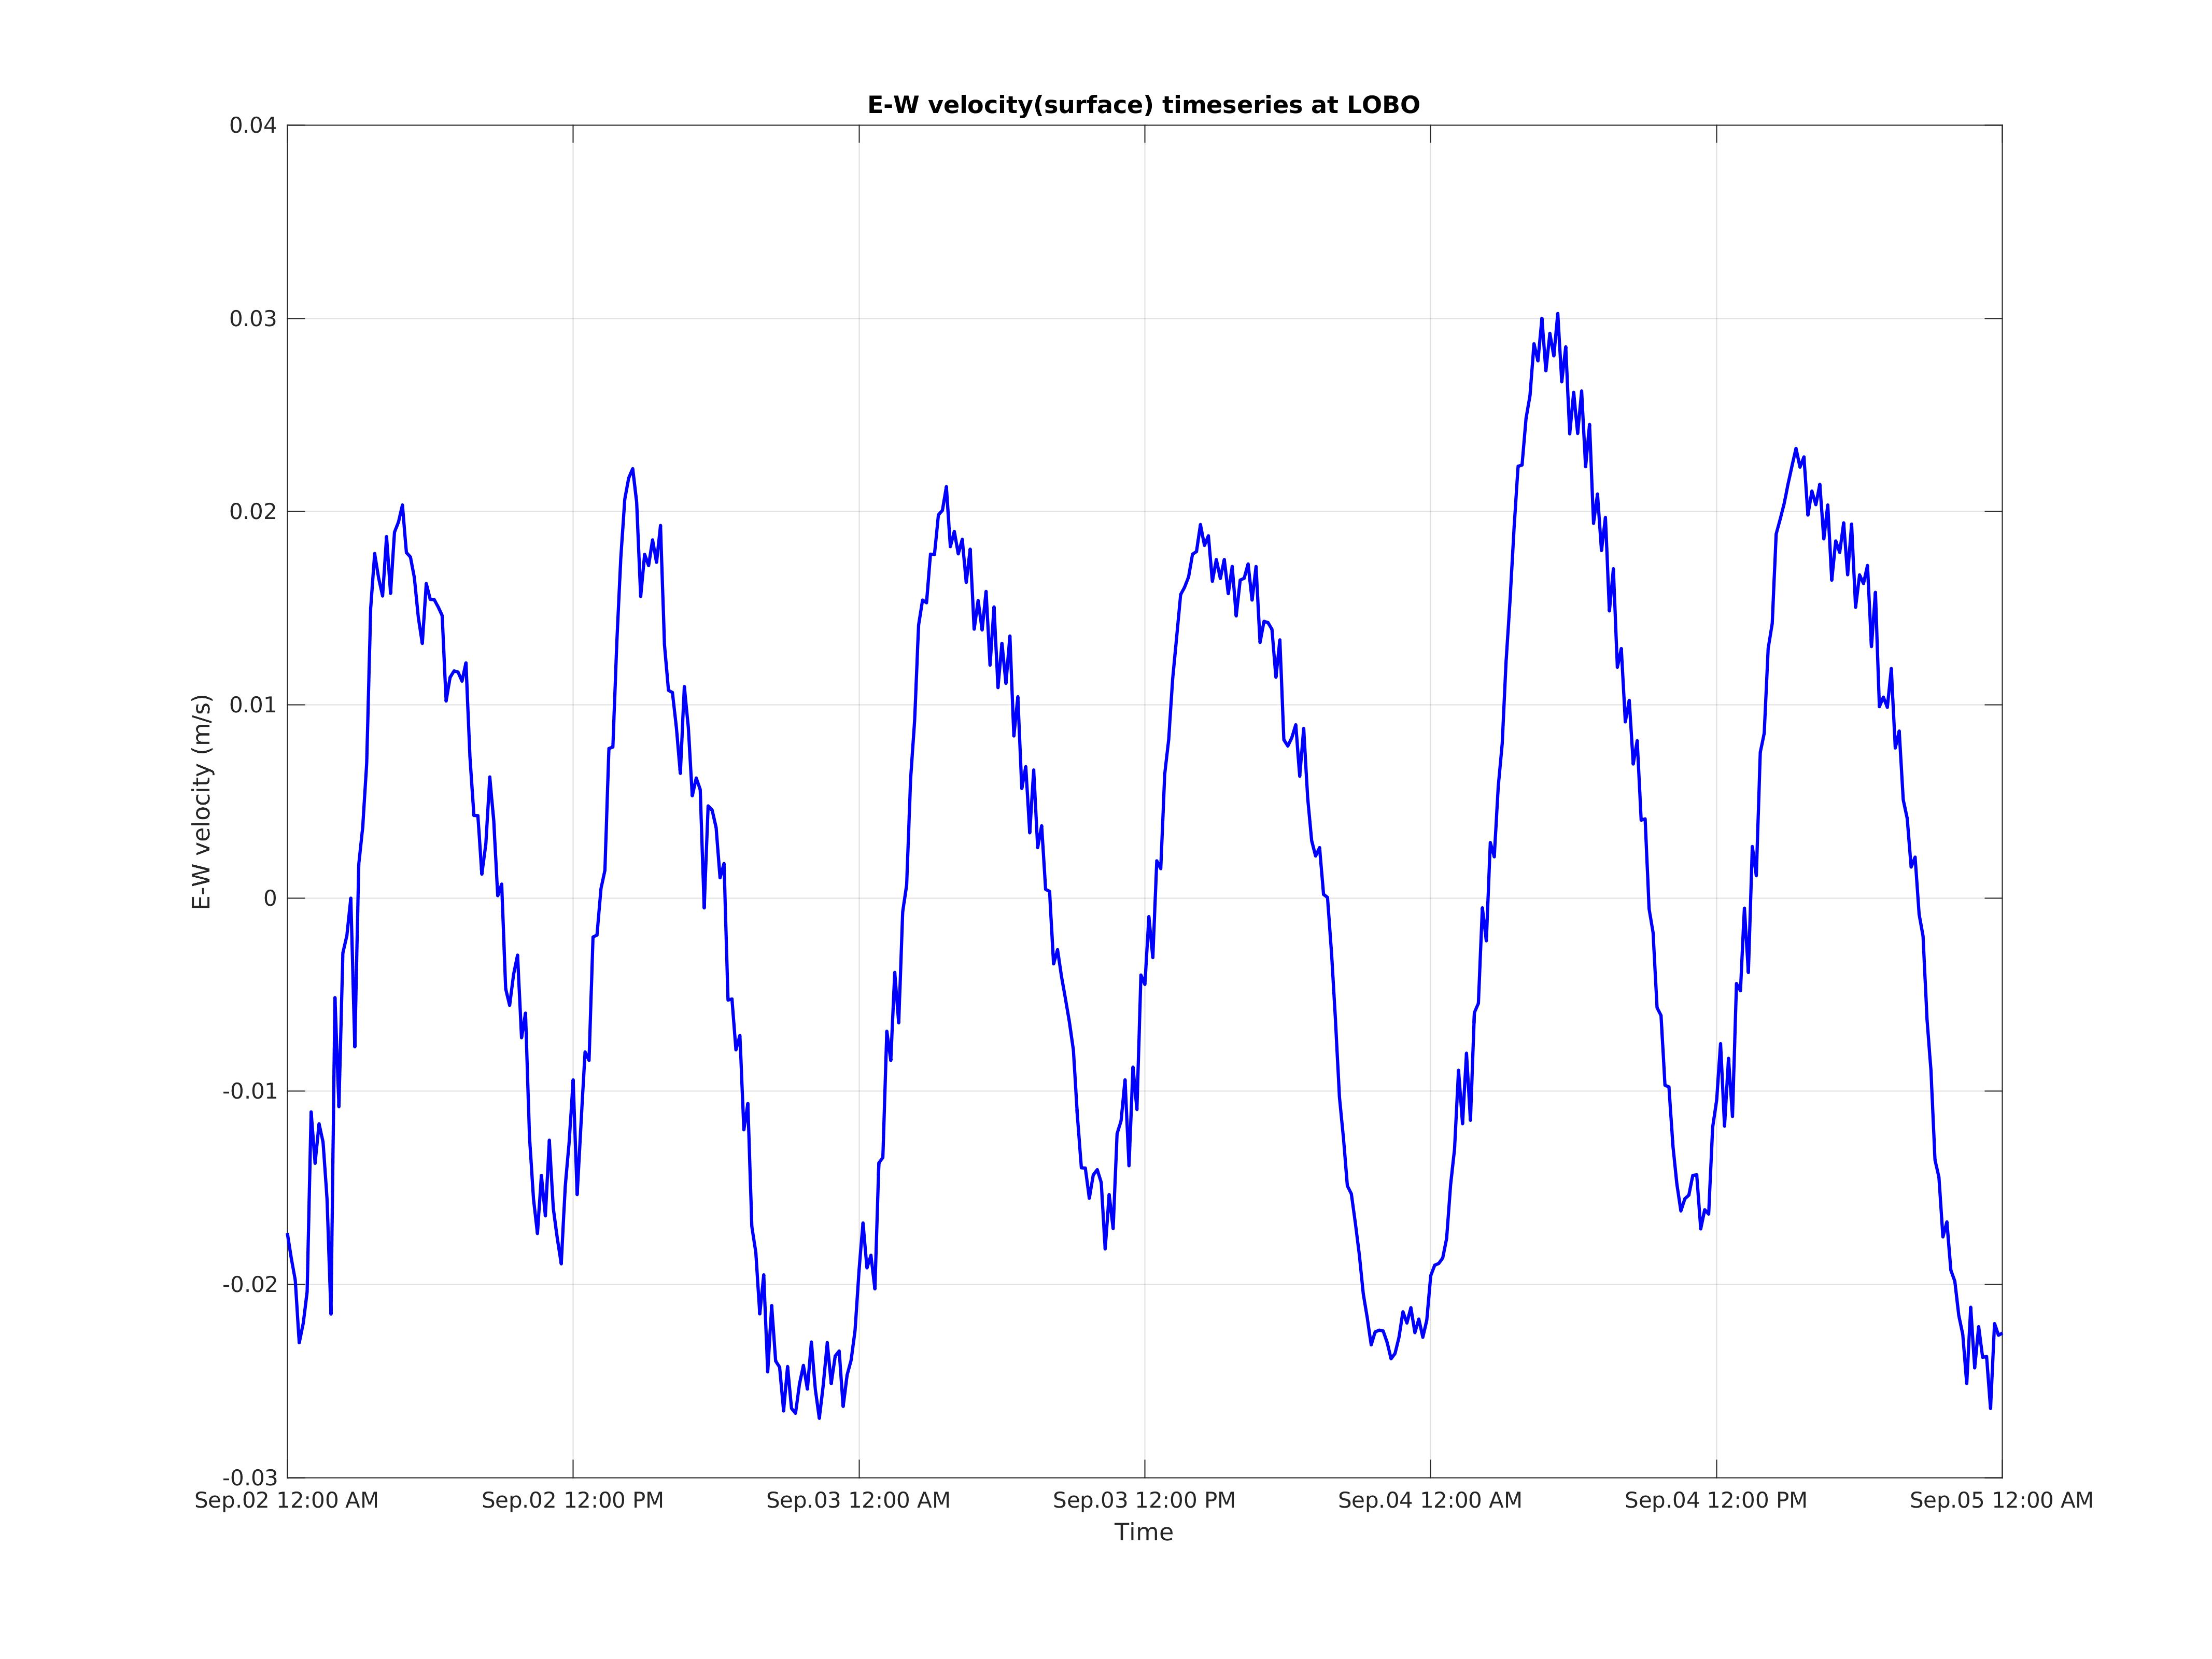 E-W velocity(surface) timeseries at LOBO
0.04
0.03
0.02
0.01
0
-0.01
-0.02
-0.03
E-W velocity (m/s)
Sep.02 12:00 AM
Sep.02 12:00 PM
Sep.03 12:00 AM
Sep.03 12:00 PM
Sep.04 12:00 AM
Sep.04 12:00 PM
Sep.05 12:00 AM
Time